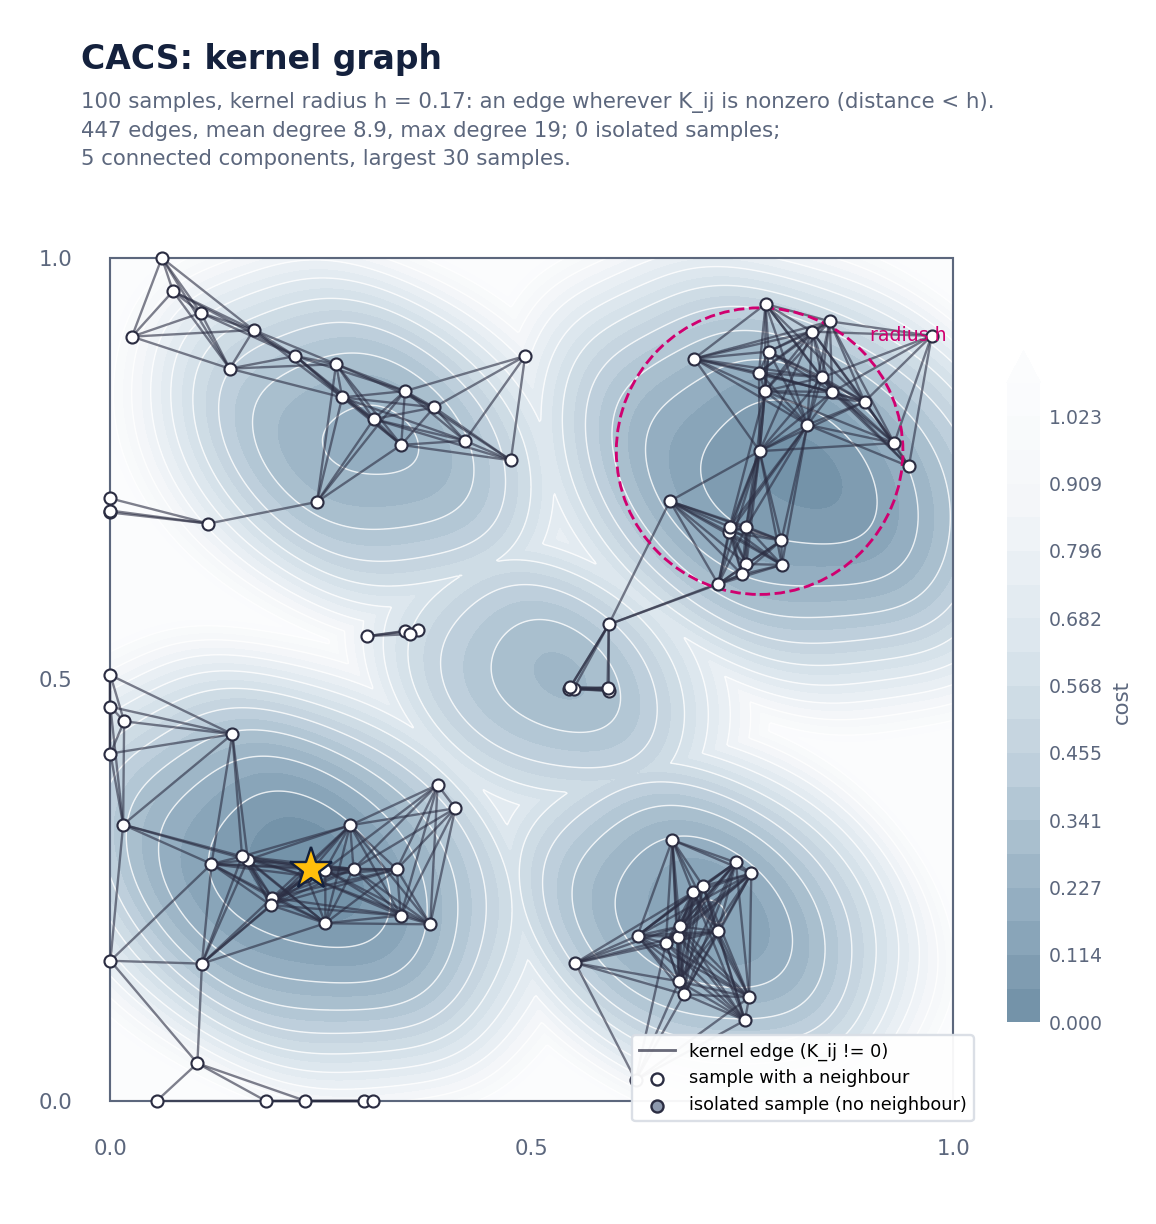 CACS: kernel graph
100 samples, kernel radius h = 0.17: an edge wherever K_ij is nonzero (distance < h).
447 edges, mean degree 8.9, max degree 19; 0 isolated samples;
5 connected components, largest 30 samples.
1.0
0.5
0.0
0.0
0.5
1.0
radius h
kernel edge (K_ij != 0)
sample with a neighbour
isolated sample (no neighbour)
1.023
0.909
0.796
0.682
0.568
0.455
0.341
0.227
0.114
0.000
cost